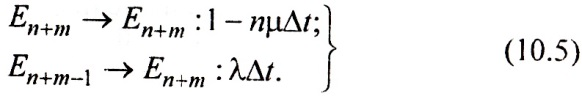 E_{n+m} → E_{n+m} : 1 − nμΔt;
E_{n+m−1} → E_{n+m} : λΔt. } (10.5)